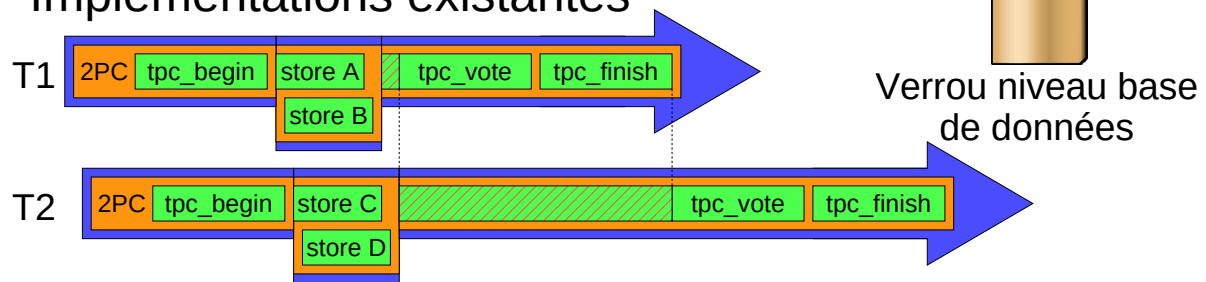 implémentations existantes
T1 2PC tpc_begin store A tpc_vote tpc_finish
store B
Verrou niveau base
de données
T2 2PC tpc_begin store C tpc_vote tpc_finish
store D